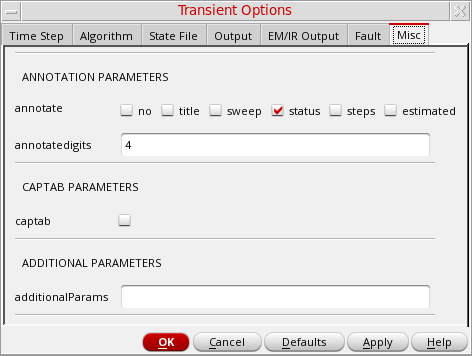 Transient Options
Time Step Algorithm State File Output EM/IR Output Fault Misc
ANNOTATION PARAMETERS
annotate no title sweep status steps estimated
annotatedigits 4
CAPTAB PARAMETERS
captab
ADDITIONAL PARAMETERS
additionalParams
OK Cancel Defaults Apply Help